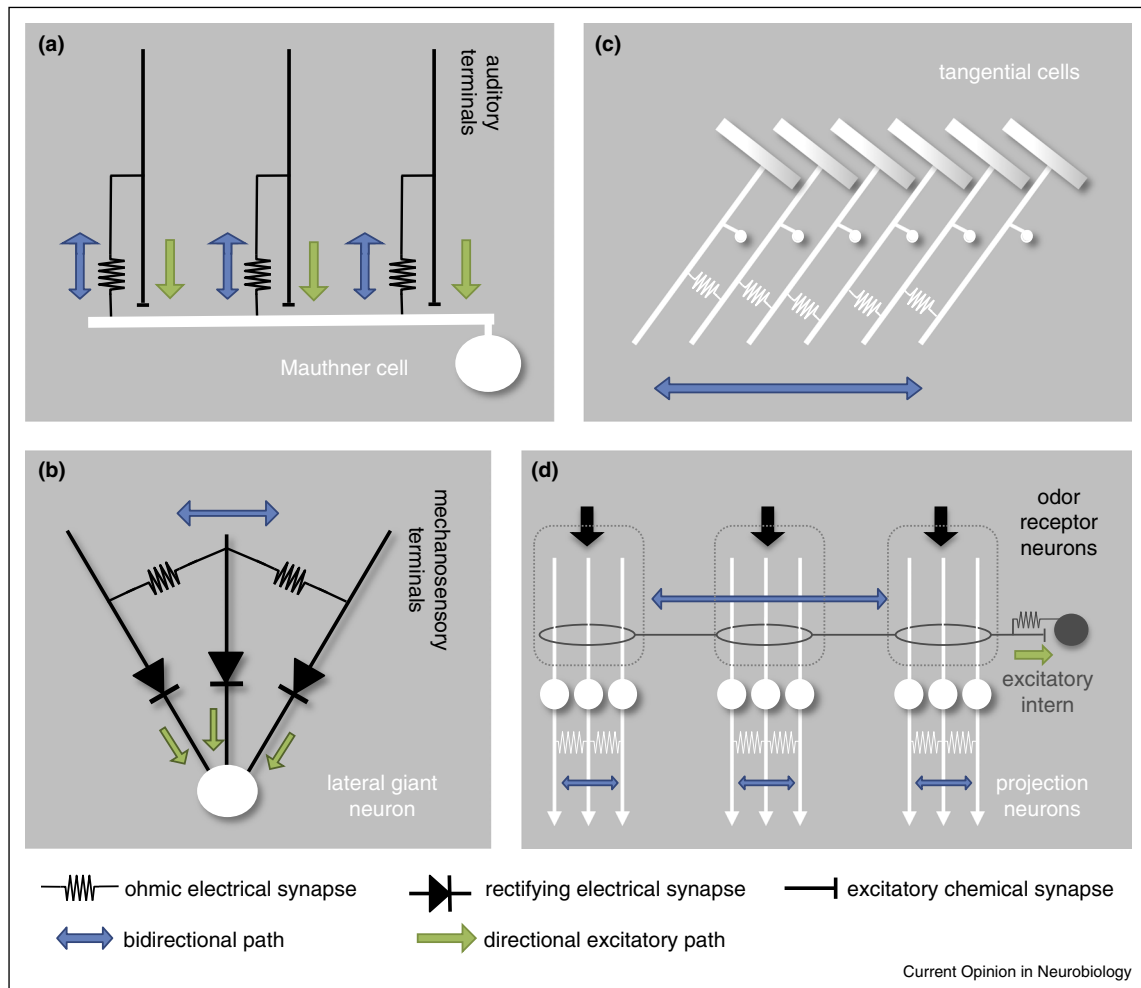 (a)
auditory
terminals
Mauthner cell
(c)
tangential cells
(b)
mechanosensory
terminals
lateral giant
neuron
(d)
odor
receptor
neurons
excitatory
intern
projection
neurons
ohmic electrical synapse
rectifying electrical synapse
excitatory chemical synapse
bidirectional path
directional excitatory path
Current Opinion in Neurobiology